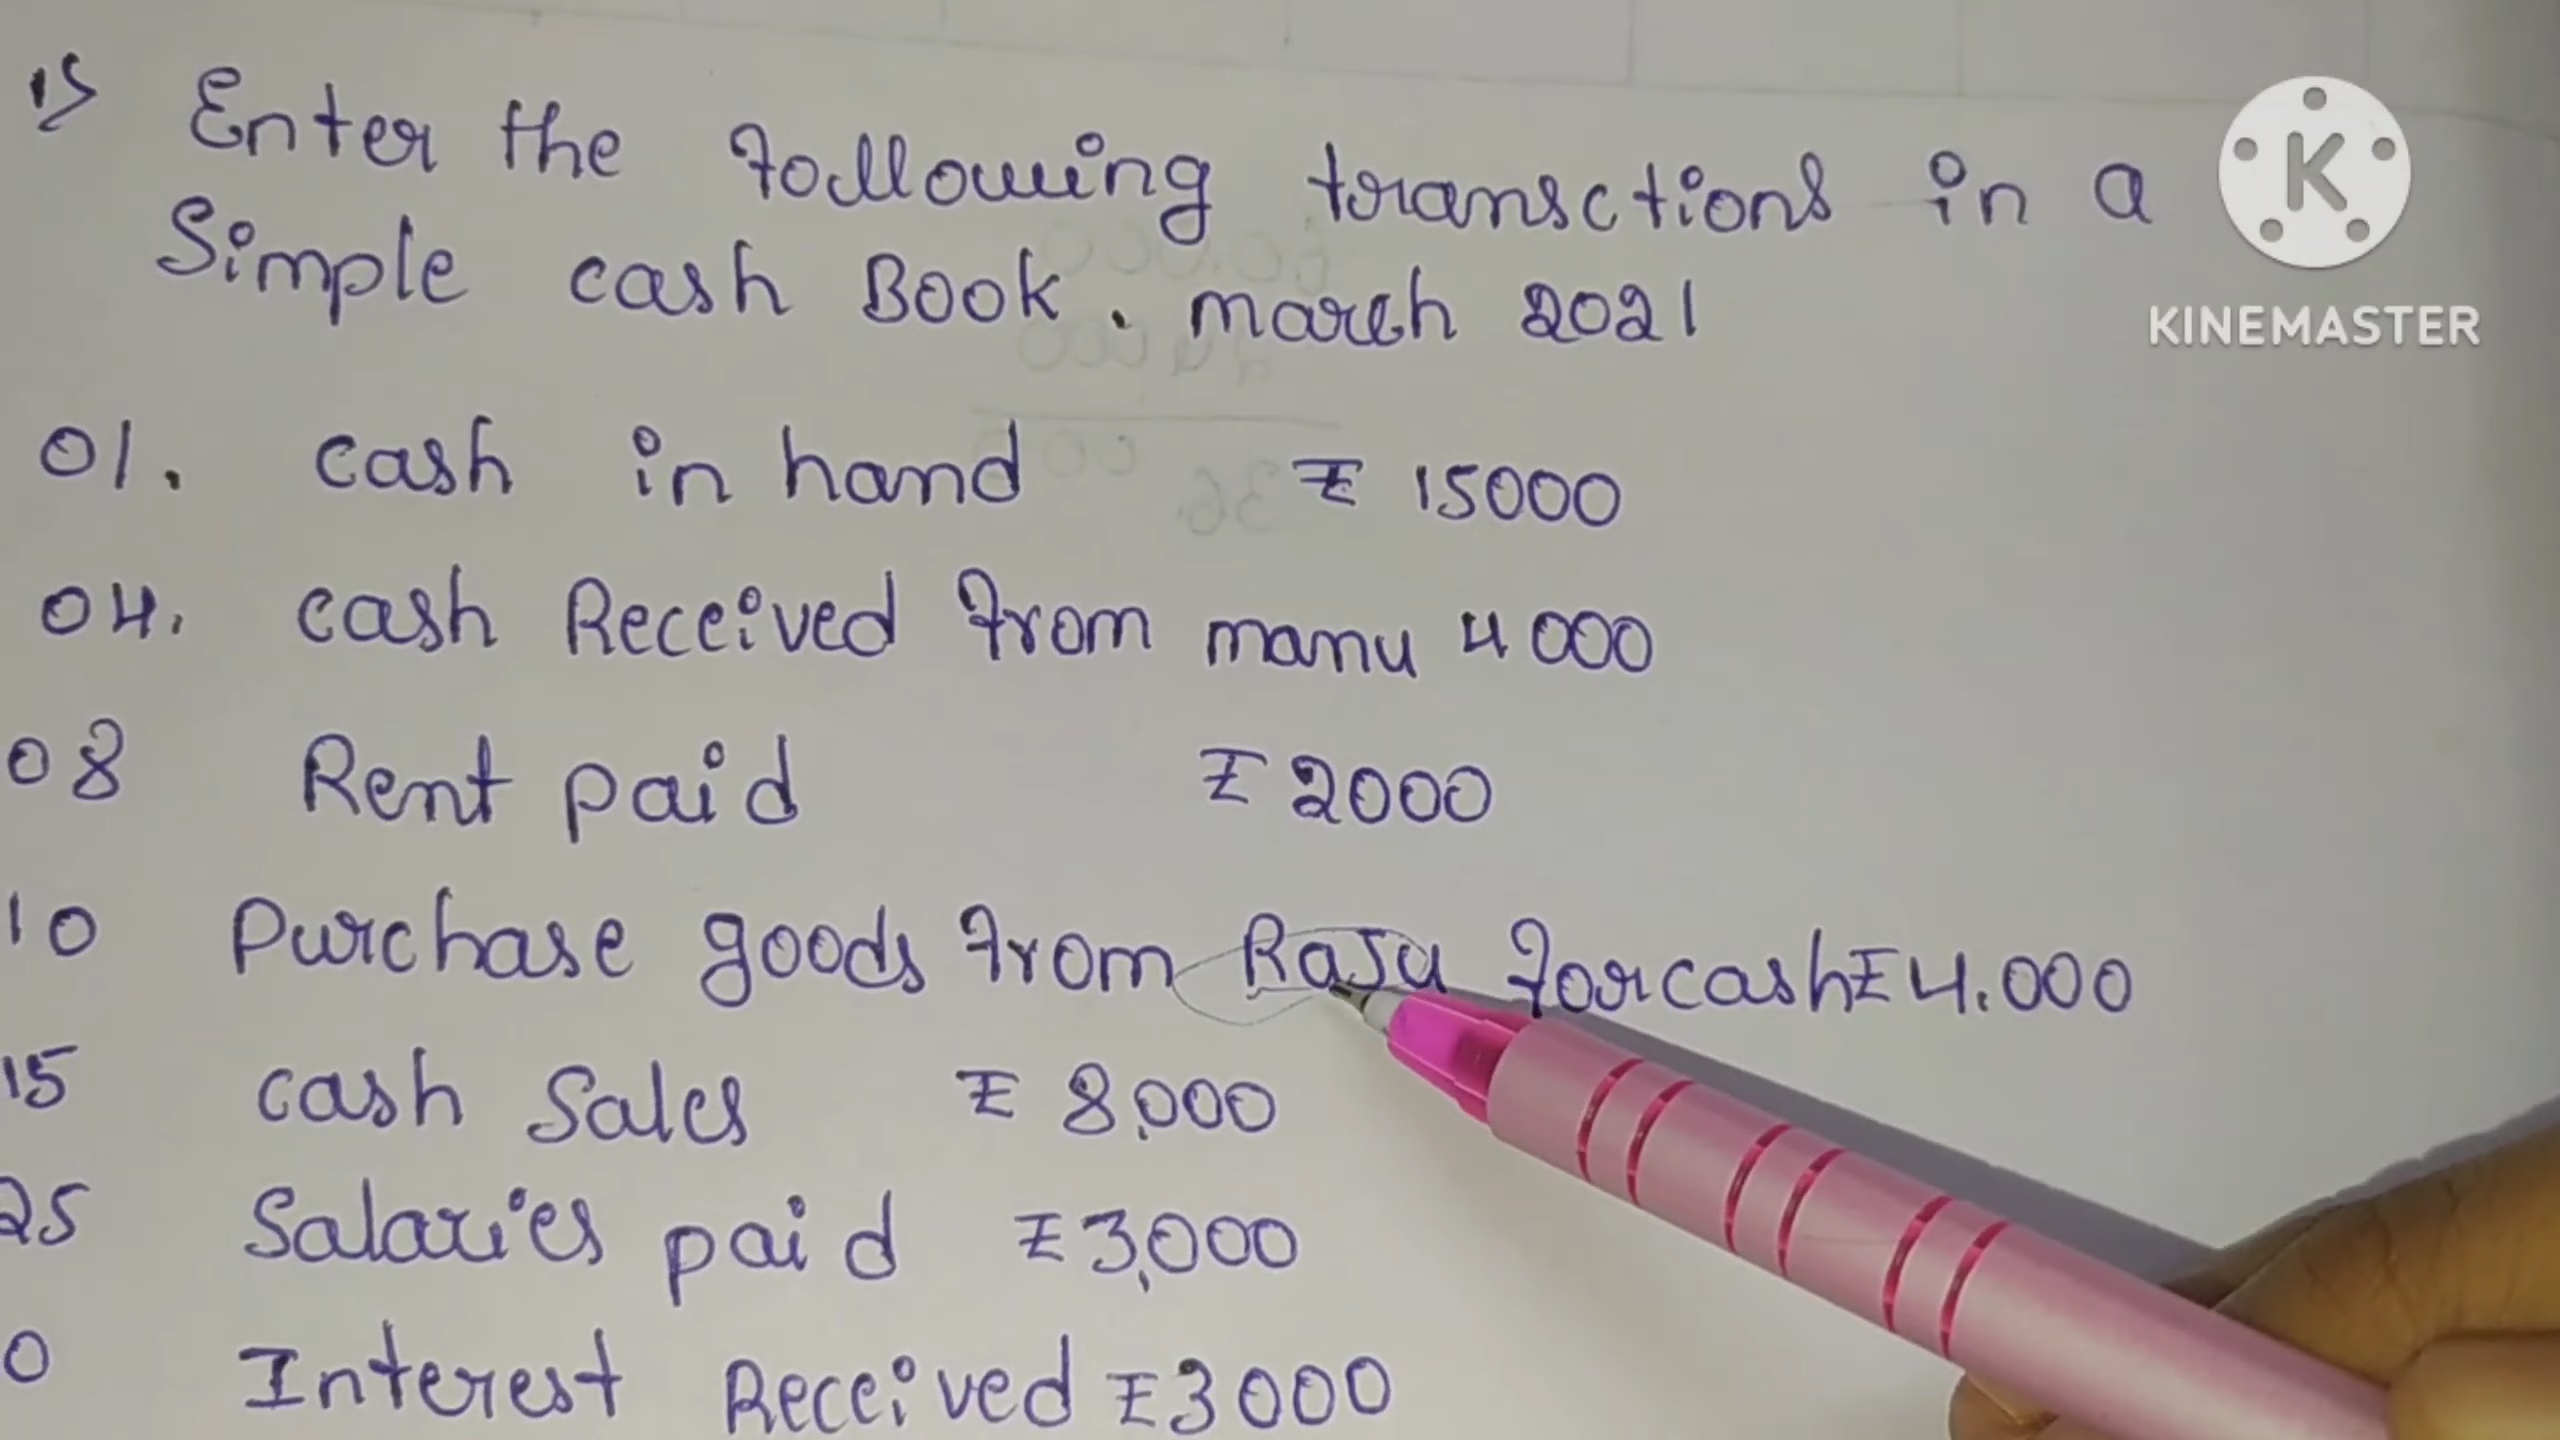 1) Enter the following transctions in a
Simple cash Book. march 2021
01. cash in hand ₹ 15000
04. cash Received from manu 4000
08 Rent paid ₹ 2000
10 Purchase goods from Raju for cash ₹ 4.000
15 cash Sales ₹ 8,000
25 Salaries paid ₹ 3,000
0 Interest Received ₹ 3000
K
KINEMASTER